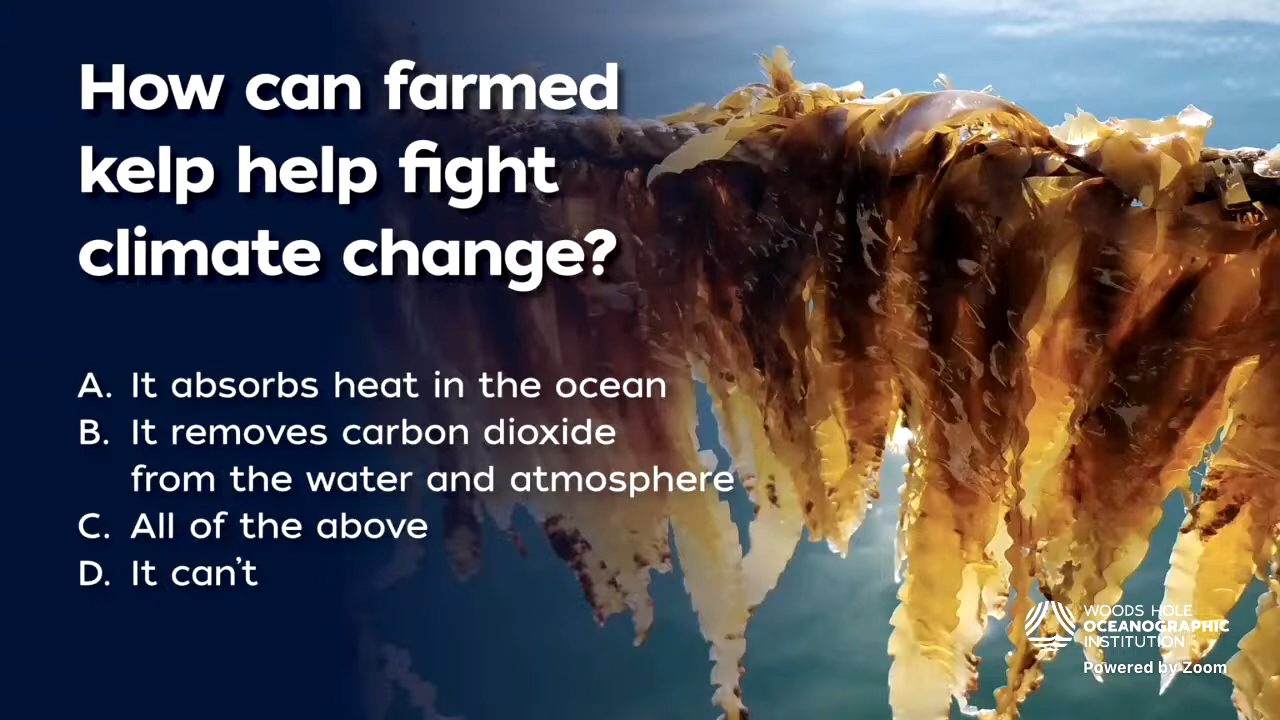 How can farmed
kelp help fight
climate change?
A. It absorbs heat in the ocean
B. It removes carbon dioxide
from the water and atmosphere
C. All of the above
D. It can't
WOODS HOLE
OCEANOGRAPHIC
INSTITUTION
Powered by Zoom